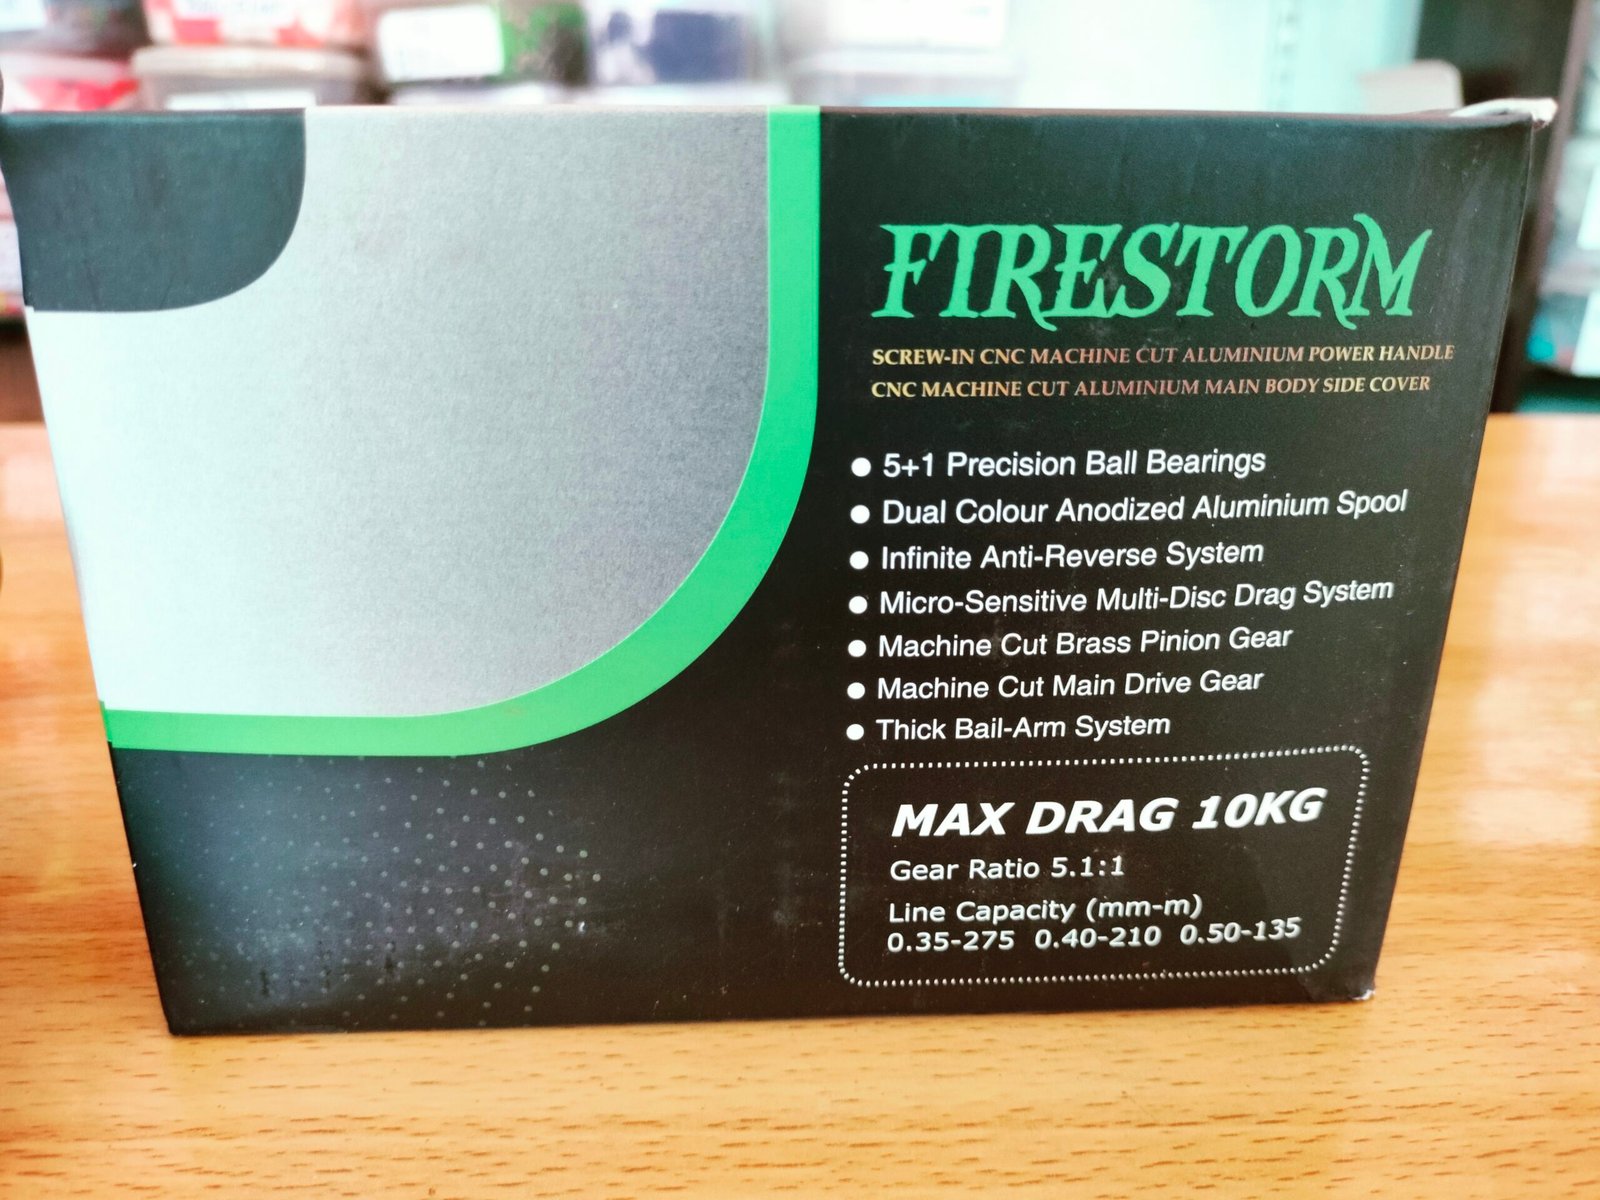 FIRESTORM
SCREW-IN CNC MACHINE CUT ALUMINIUM POWER HANDLE
CNC MACHINE CUT ALUMINIUM MAIN BODY SIDE COVER
● 5+1 Precision Ball Bearings
● Dual Colour Anodized Aluminium Spool
● Infinite Anti-Reverse System
● Micro-Sensitive Multi-Disc Drag System
● Machine Cut Brass Pinion Gear
● Machine Cut Main Drive Gear
● Thick Bail-Arm System
MAX DRAG 10KG
Gear Ratio 5.1:1
Line Capacity (mm-m)
0.35-275 0.40-210 0.50-135